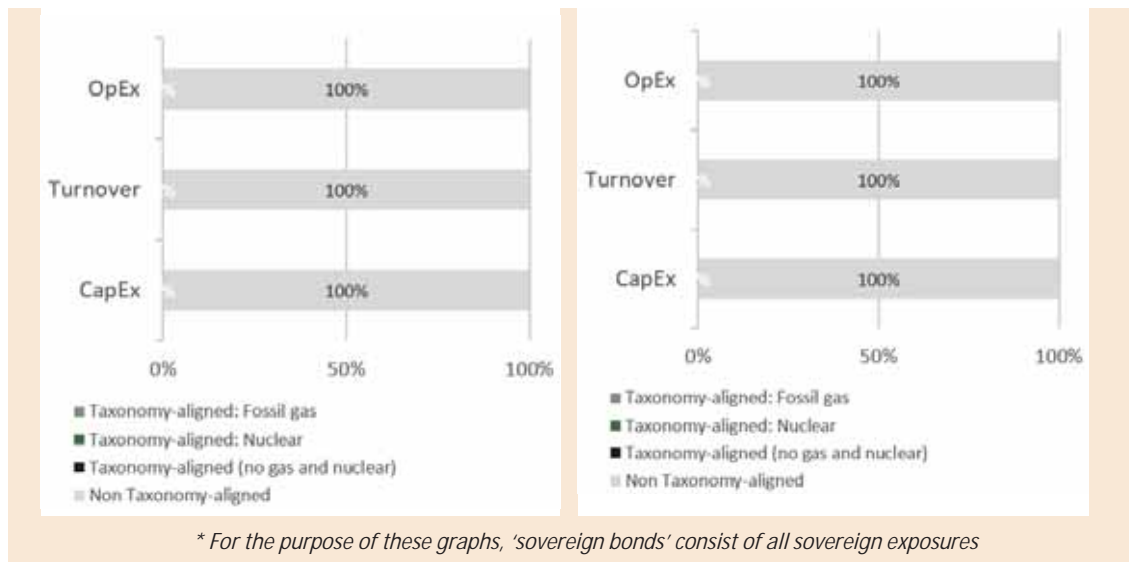 OpEx
100%
Turnover
100%
CapEx
100%
0% 50% 100%
Taxonomy-aligned: Fossil gas
Taxonomy-aligned: Nuclear
Taxonomy-aligned (no gas and nuclear)
Non Taxonomy-aligned
OpEx
100%
Turnover
100%
CapEx
100%
0% 50% 100%
Taxonomy-aligned: Fossil gas
Taxonomy-aligned: Nuclear
Taxonomy-aligned (no gas and nuclear)
Non Taxonomy-aligned
* For the purpose of these graphs, ‘sovereign bonds’ consist of all sovereign exposures